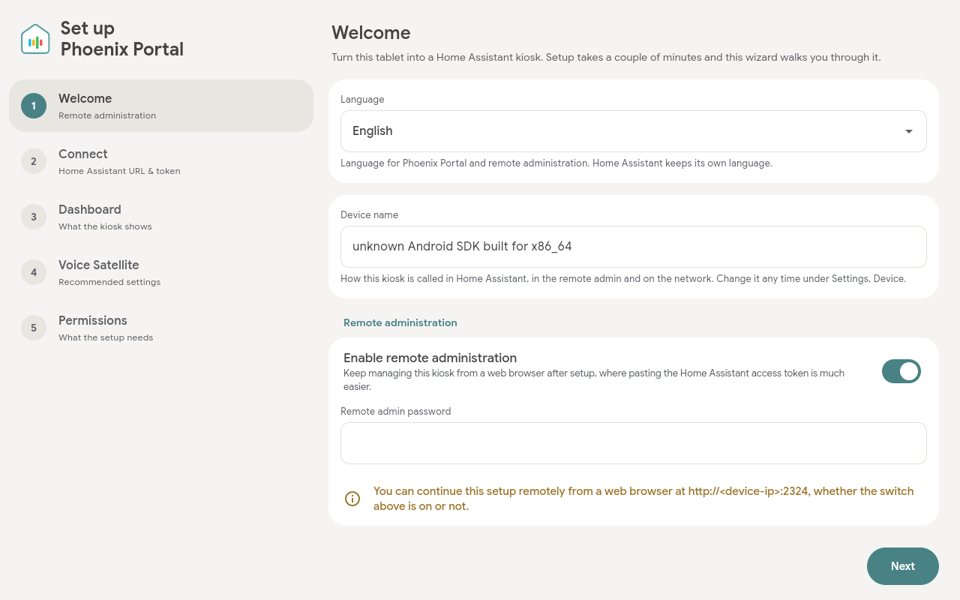 Set up
Phoenix Portal
1
Welcome
Remote administration
2
Connect
Home Assistant URL & token
3
Dashboard
What the kiosk shows
4
Voice Satellite
Recommended settings
5
Permissions
What the setup needs
Welcome
Turn this tablet into a Home Assistant kiosk. Setup takes a couple of minutes and this wizard walks you through it.
Language
English
Language for Phoenix Portal and remote administration. Home Assistant keeps its own language.
Device name
unknown Android SDK built for x86_64
How this kiosk is called in Home Assistant, in the remote admin and on the network. Change it any time under Settings, Device.
Remote administration
Enable remote administration
Keep managing this kiosk from a web browser after setup, where pasting the Home Assistant access token is much
easier.
Remote admin password
You can continue this setup remotely from a web browser at http://<device-ip>:2324, whether the switch
above is on or not.
Next